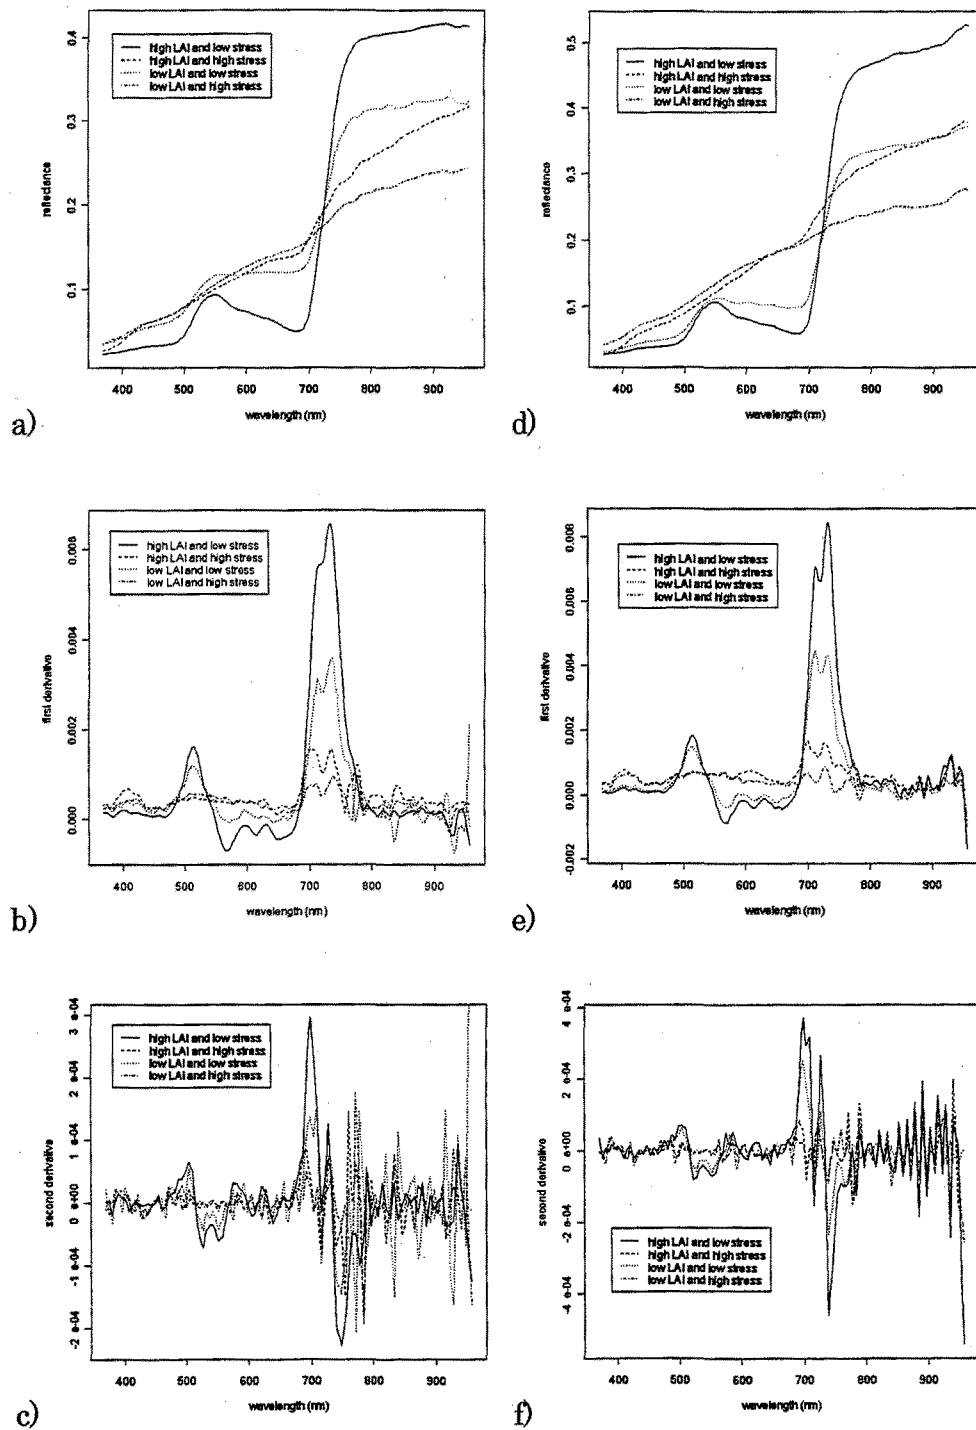 high LAI and low stress
high LAI and high stress
low LAI and low stress
low LAI and high stress
reflectance
0.1 0.2 0.3 0.4
400 500 600 700 800 900
wavelength (nm)
a)
high LAI and low stress
high LAI and high stress
low LAI and low stress
low LAI and high stress
reflectance
0.1 0.2 0.3 0.4 0.5
400 500 600 700 800 900
wavelength (nm)
d)
high LAI and low stress
high LAI and high stress
low LAI and low stress
low LAI and high stress
first derivative
0.000 0.002 0.004 0.006
400 500 600 700 800 900
wavelength (nm)
b)
high LAI and low stress
high LAI and high stress
low LAI and low stress
low LAI and high stress
first derivative
-0.002 0.000 0.002 0.004 0.006 0.008
400 500 600 700 800 900
wavelength (nm)
e)
high LAI and low stress
high LAI and high stress
low LAI and low stress
low LAI and high stress
second derivative
-2 e-04 -1 e-04 0 e+00 1 e-04 2 e-04 3 e-04
400 500 600 700 800 900
wavelength (nm)
c)
high LAI and low stress
high LAI and high stress
low LAI and low stress
low LAI and high stress
second derivative
-4 e-04 -2 e-04 0 e+00 2 e-04 4 e-04
400 500 600 700 800 900
wavelength (nm)
f)